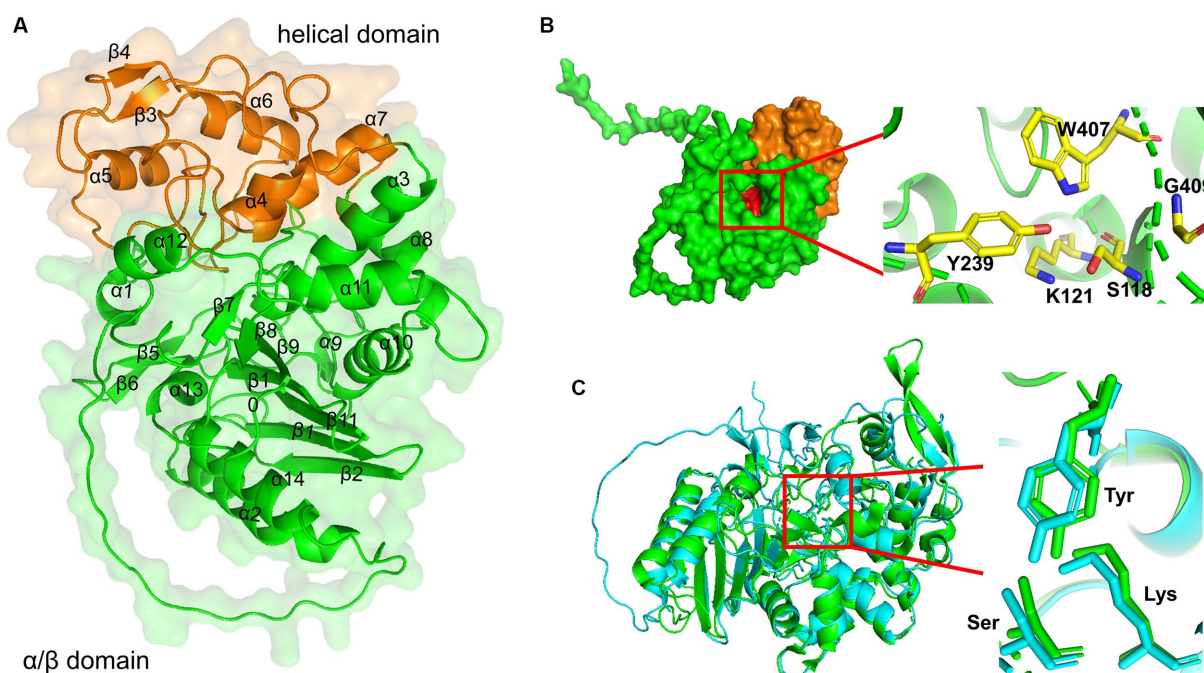 A
helical domain
β4
α6
β3
α7
α5
α3
α4
α12
α8
α1
α11
β7
β8
β9
α9
α10
β5
β6
α13
β1
0
β11
β1
β2
α14
α2
α/β domain
B
W407
G409
Y239
K121
S118
C
Tyr
Lys
Ser